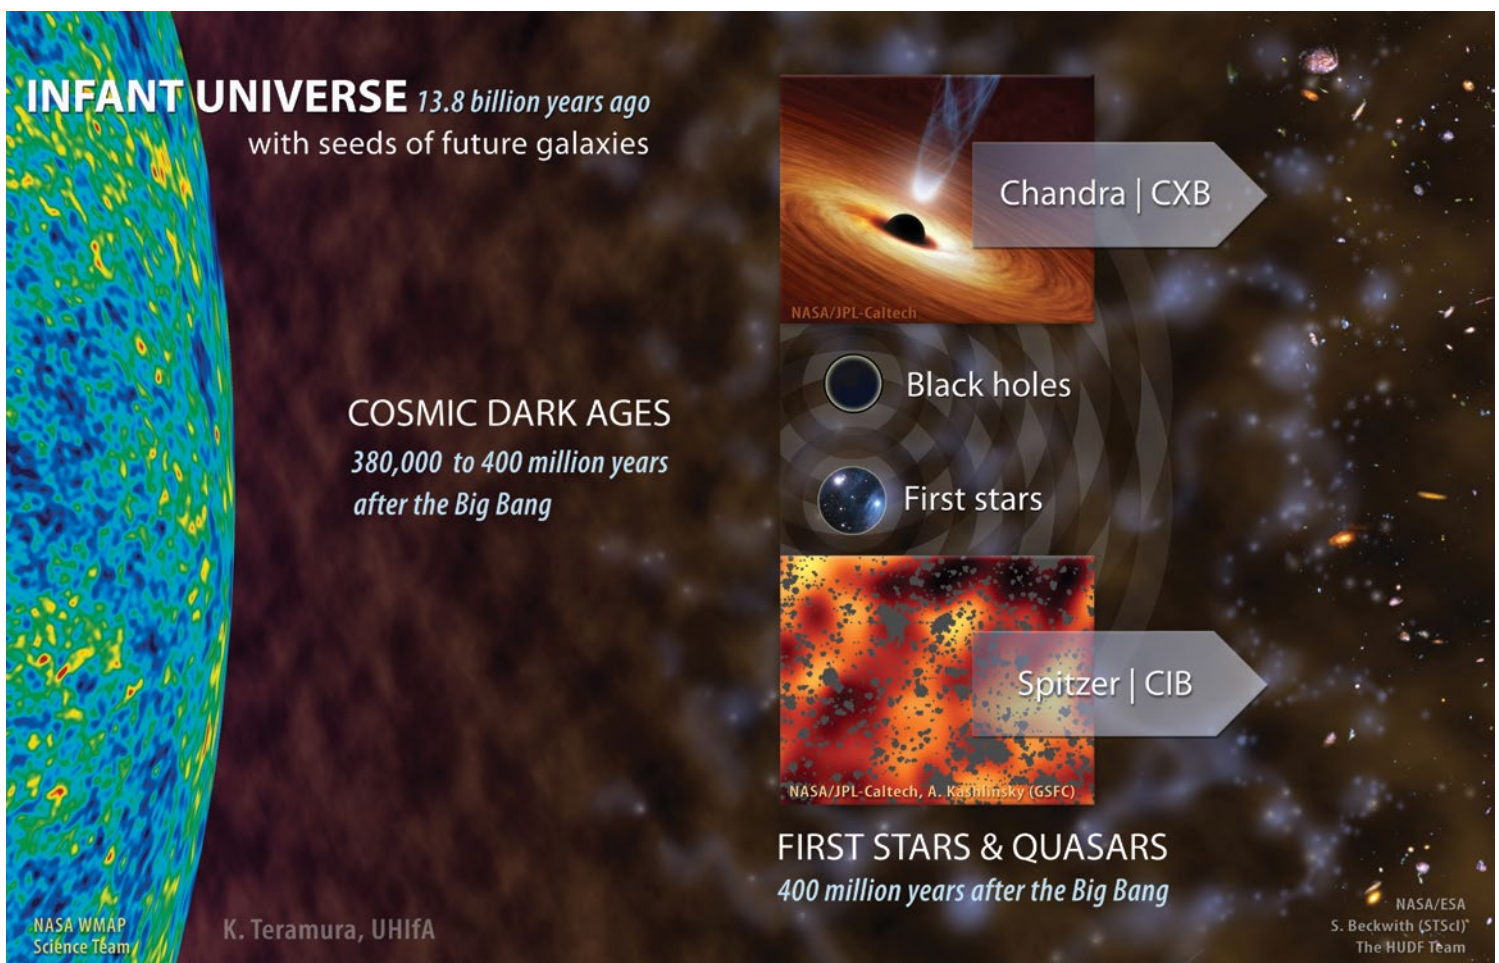 INFANT UNIVERSE 13.8 billion years ago
with seeds of future galaxies
Chandra | CXB
NASA/JPL-Caltech
Black holes
COSMIC DARK AGES
380,000 to 400 million years
after the Big Bang
First stars
Spitzer | CIB
NASA/JPL-Caltech, A. Kashlinsky (GSFC)
FIRST STARS & QUASARS
400 million years after the Big Bang
NASA WMAP
Science Team
K. Teramura, UHIfA
NASA/ESA
S. Beckwith (STScI)
The HUDF Team